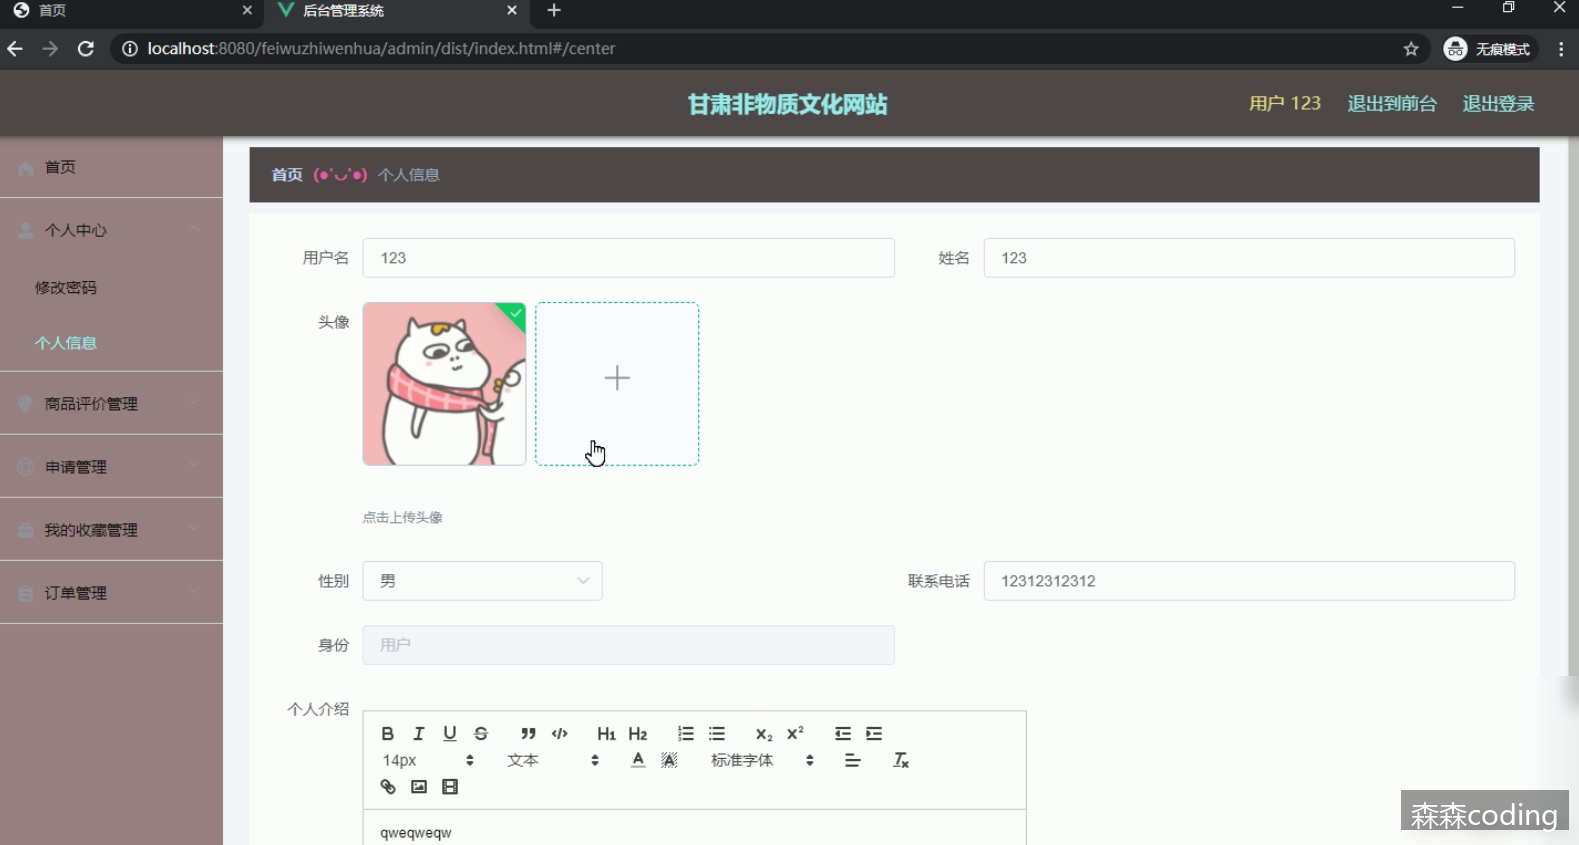 首页
后台管理系统
localhost:8080/feiwuzhiwenhua/admin/dist/index.html#/center
无痕模式
甘肃非物质文化网站
用户 123
退出到前台
退出登录
首页
个人中心
修改密码
个人信息
商品评价管理
申请管理
我的收藏管理
订单管理
首页 (●'◡'●) 个人信息
用户名 123
姓名 123
头像
点击上传头像
性别 男
联系电话 12312312312
身份 用户
个人介绍
B I U S ” </> H1 H2 X₂ X²
14px 文本 A A 标准字体 Tx
qweqweqw
森森coding